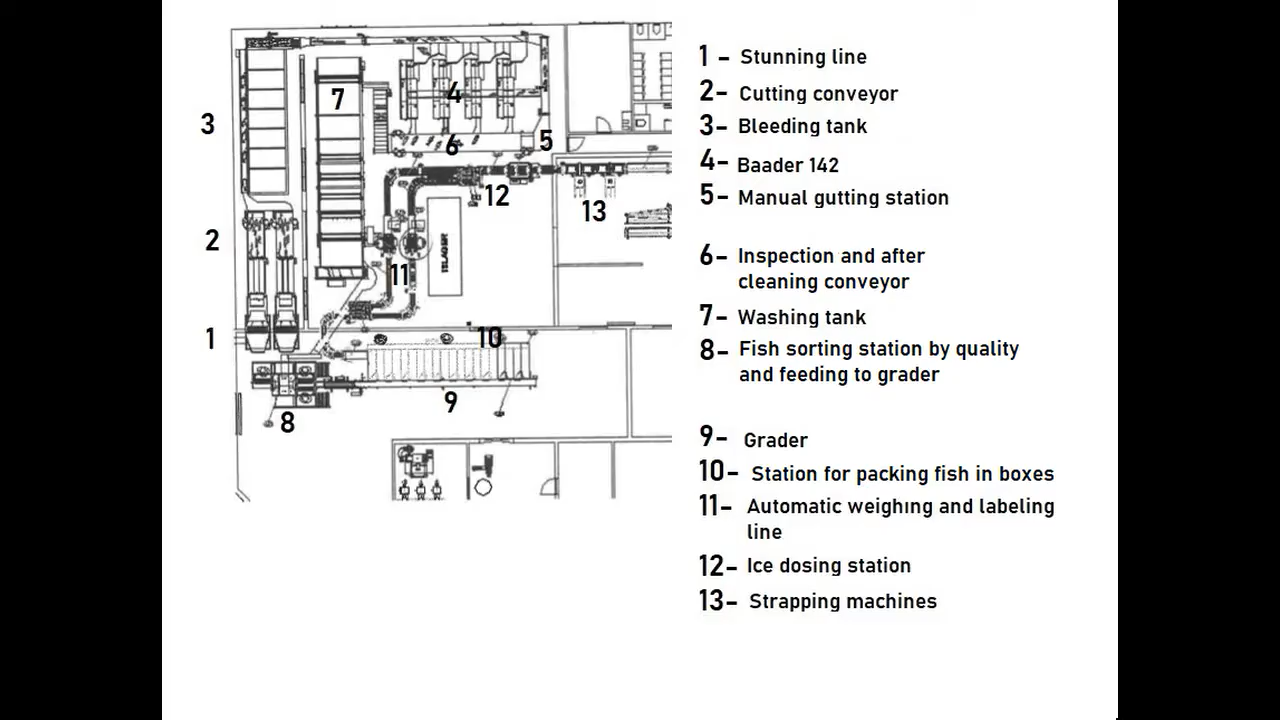 1 – Stunning line
2– Cutting conveyor
3 – Bleeding tank
4 – Baader 142
5– Manual gutting station
6– Inspection and after
cleaning conveyor
7 – Washing tank
8– Fish sorting station by quality
and feeding to grader
9– Grader
10– Station for packing fish in boxes
11– Automatic weighing and labeling
line
12– Ice dosing station
13– Strapping machines
3
7
4
6
5
12
13
2
11
1
10
9
8